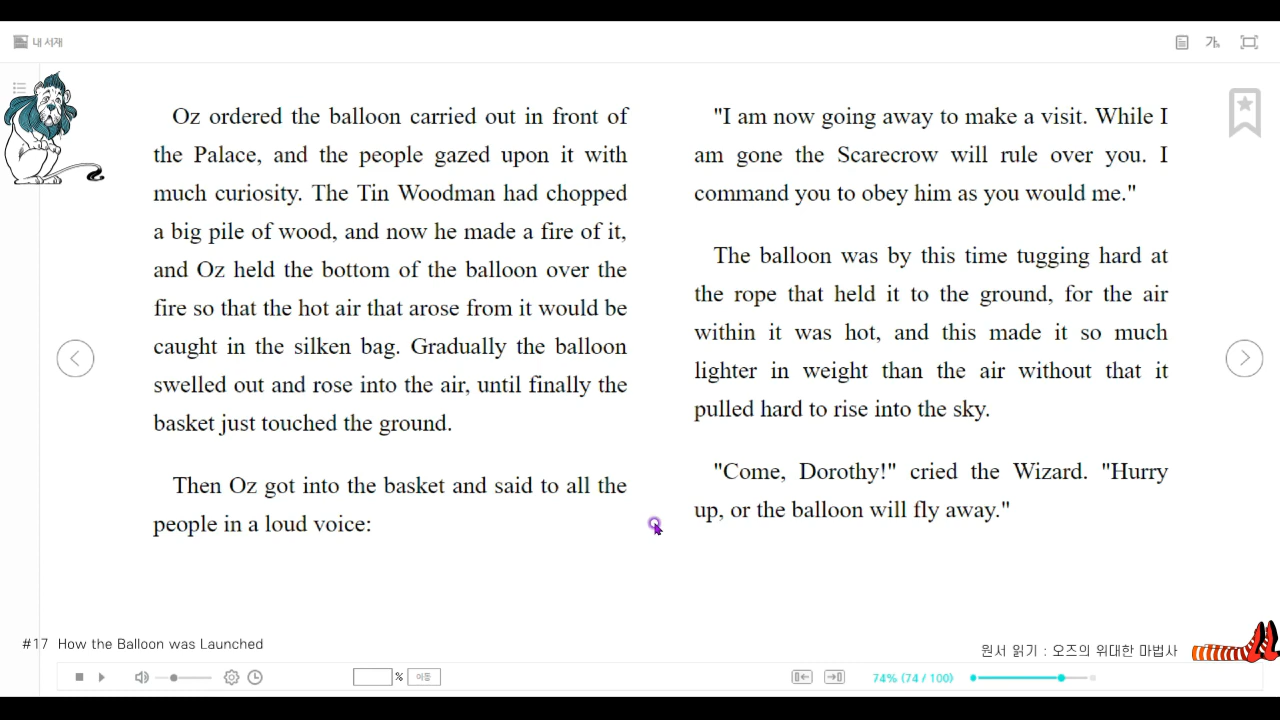 내 서재
가
Oz ordered the balloon carried out in front of
the Palace, and the people gazed upon it with
much curiosity. The Tin Woodman had chopped
a big pile of wood, and now he made a fire of it,
and Oz held the bottom of the balloon over the
fire so that the hot air that arose from it would be
caught in the silken bag. Gradually the balloon
swelled out and rose into the air, until finally the
basket just touched the ground.
Then Oz got into the basket and said to all the
people in a loud voice:
"I am now going away to make a visit. While I
am gone the Scarecrow will rule over you. I
command you to obey him as you would me."
The balloon was by this time tugging hard at
the rope that held it to the ground, for the air
within it was hot, and this made it so much
lighter in weight than the air without that it
pulled hard to rise into the sky.
"Come, Dorothy!" cried the Wizard. "Hurry
up, or the balloon will fly away."
#17 How the Balloon was Launched
원서 읽기 : 오즈의 위대한 마법사
% 이동
74% (74 / 100)